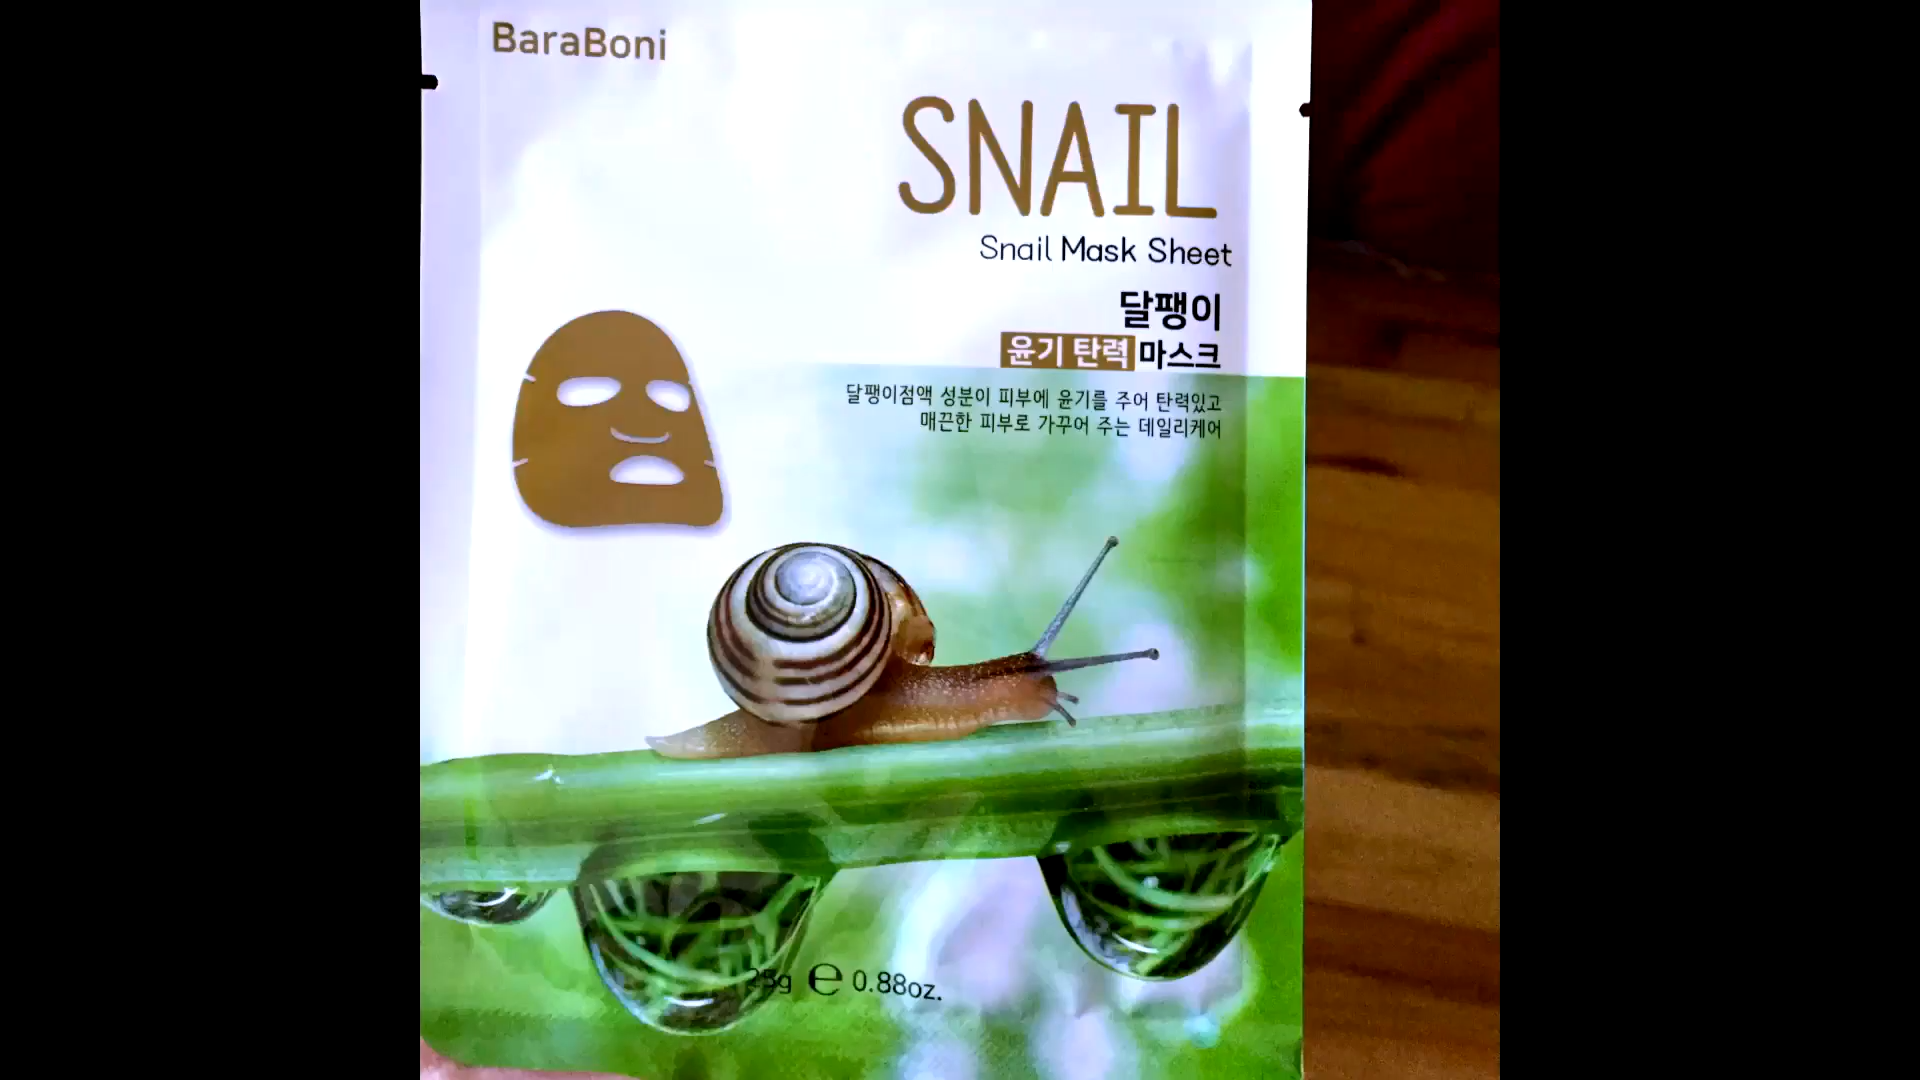 BaraBoni
SNAIL
Snail Mask Sheet
달팽이
윤기 탄력 마스크
달팽이점액 성분이 피부에 윤기를 주어 탄력있고
매끈한 피부로 가꾸어 주는 데일리케어
25g ℮ 0.88oz.